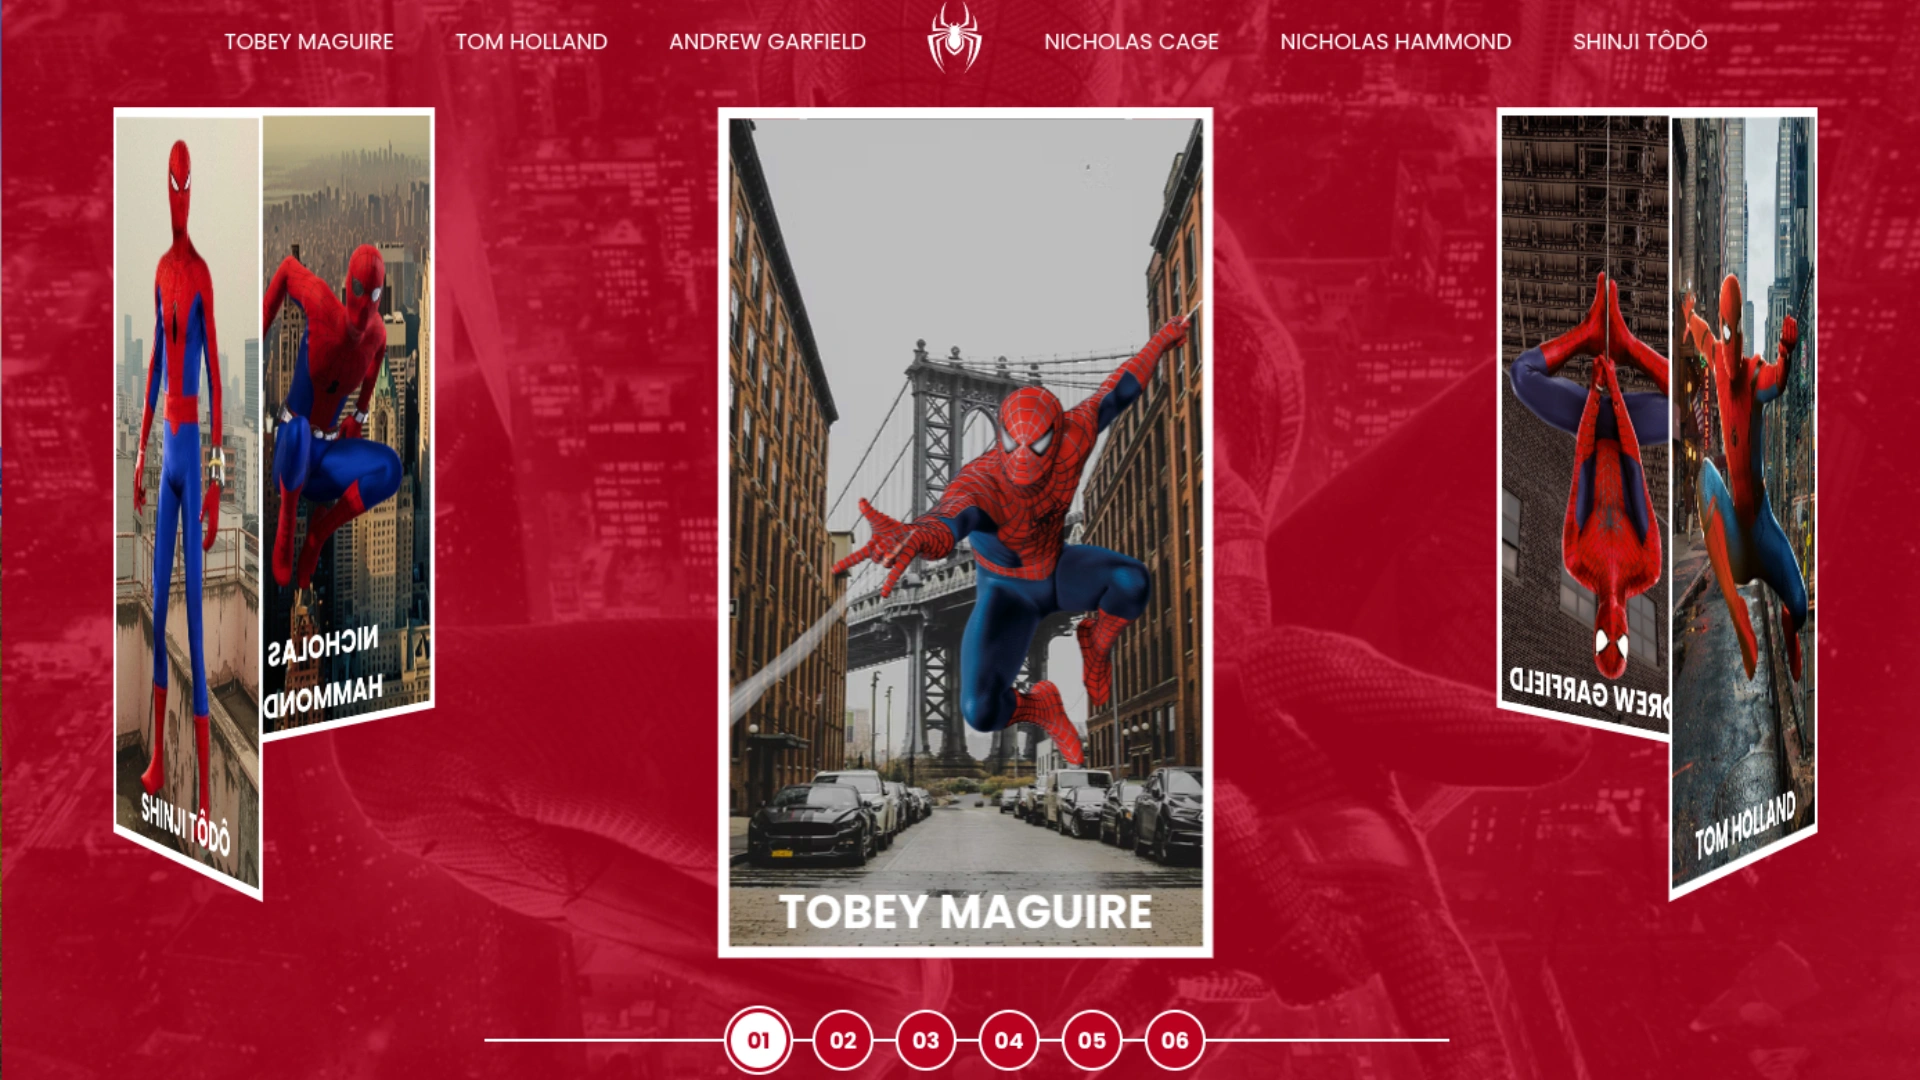 TOBEY MAGUIRE
TOM HOLLAND
ANDREW GARFIELD
NICHOLAS CAGE
NICHOLAS HAMMOND
SHINJI TÔDÔ
SHINJI TÔDÔ
NICHOLAS
HAMMOND
TOBEY MAGUIRE
GARFIELD
TOM HOLLAND
01
02
03
04
05
06